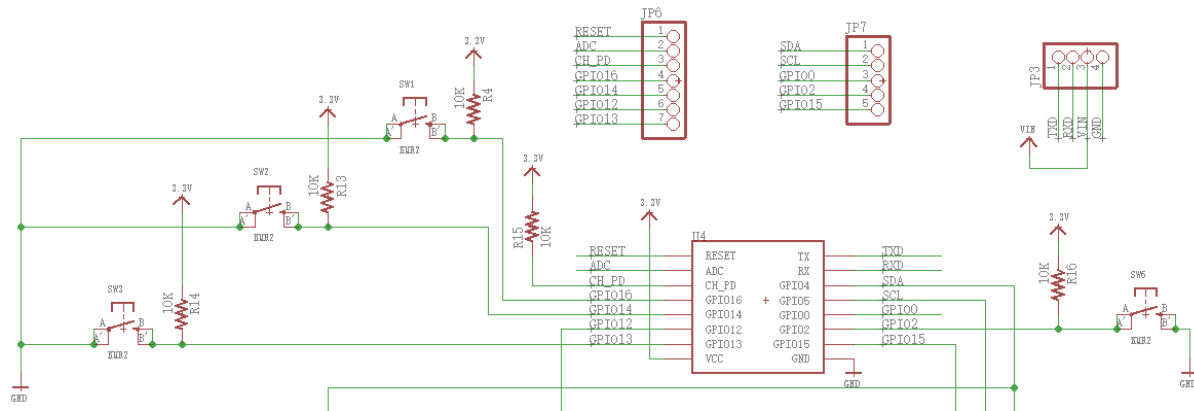 JP6
RESET 1
ADC 2
CH_PD 3
GPIO16 4
GPIO14 5
GPIO12 6
GPIO13 7
JP7
SDA 1
SCL 2
GPIO0 3
GPIO2 4
GPIO15 5
JP3
1 2 3 4
TXD RXD VIN GND
VIN
3.3V
10K R4
SW1
A B
A' B'
KMR2
3.3V
10K R13
SW2
A B
A' B'
KMR2
3.3V
10K R14
SW3
A B
A' B'
KMR2
GND
3.3V
R15 10K
3.3V
U4
RESET RESET TX TXD
ADC ADC RX RXD
CH_PD CH_PD GPIO4 SDA
GPIO16 GPIO16 GPIO5 SCL
GPIO14 GPIO14 GPIO0 GPIO0
GPIO12 GPIO12 GPIO2 GPIO2
GPIO13 GPIO13 GPIO15 GPIO15
VCC GND
GND
3.3V
10K R16
A B
A' B'
KMR2
GND